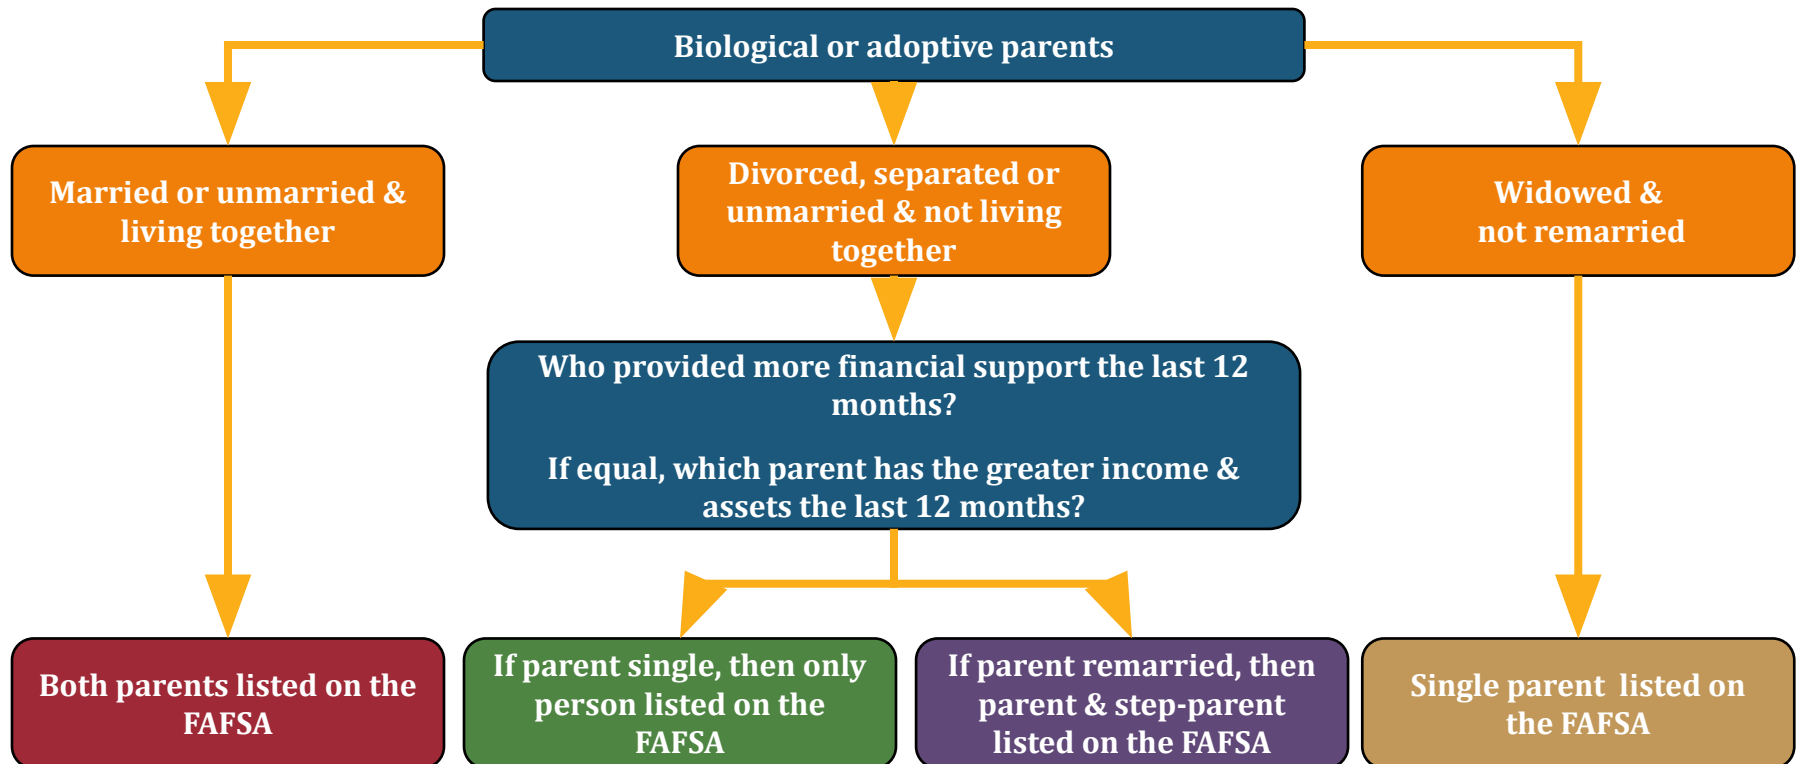 Biological or adoptive parents
Married or unmarried &
living together
Divorced, separated or
unmarried & not living
together
Widowed &
not remarried
Who provided more financial support the last 12
months?
If equal, which parent has the greater income &
assets the last 12 months?
Both parents listed on the
FAFSA
If parent single, then only
person listed on the
FAFSA
If parent remarried, then
parent & step-parent
listed on the FAFSA
Single parent listed on
the FAFSA